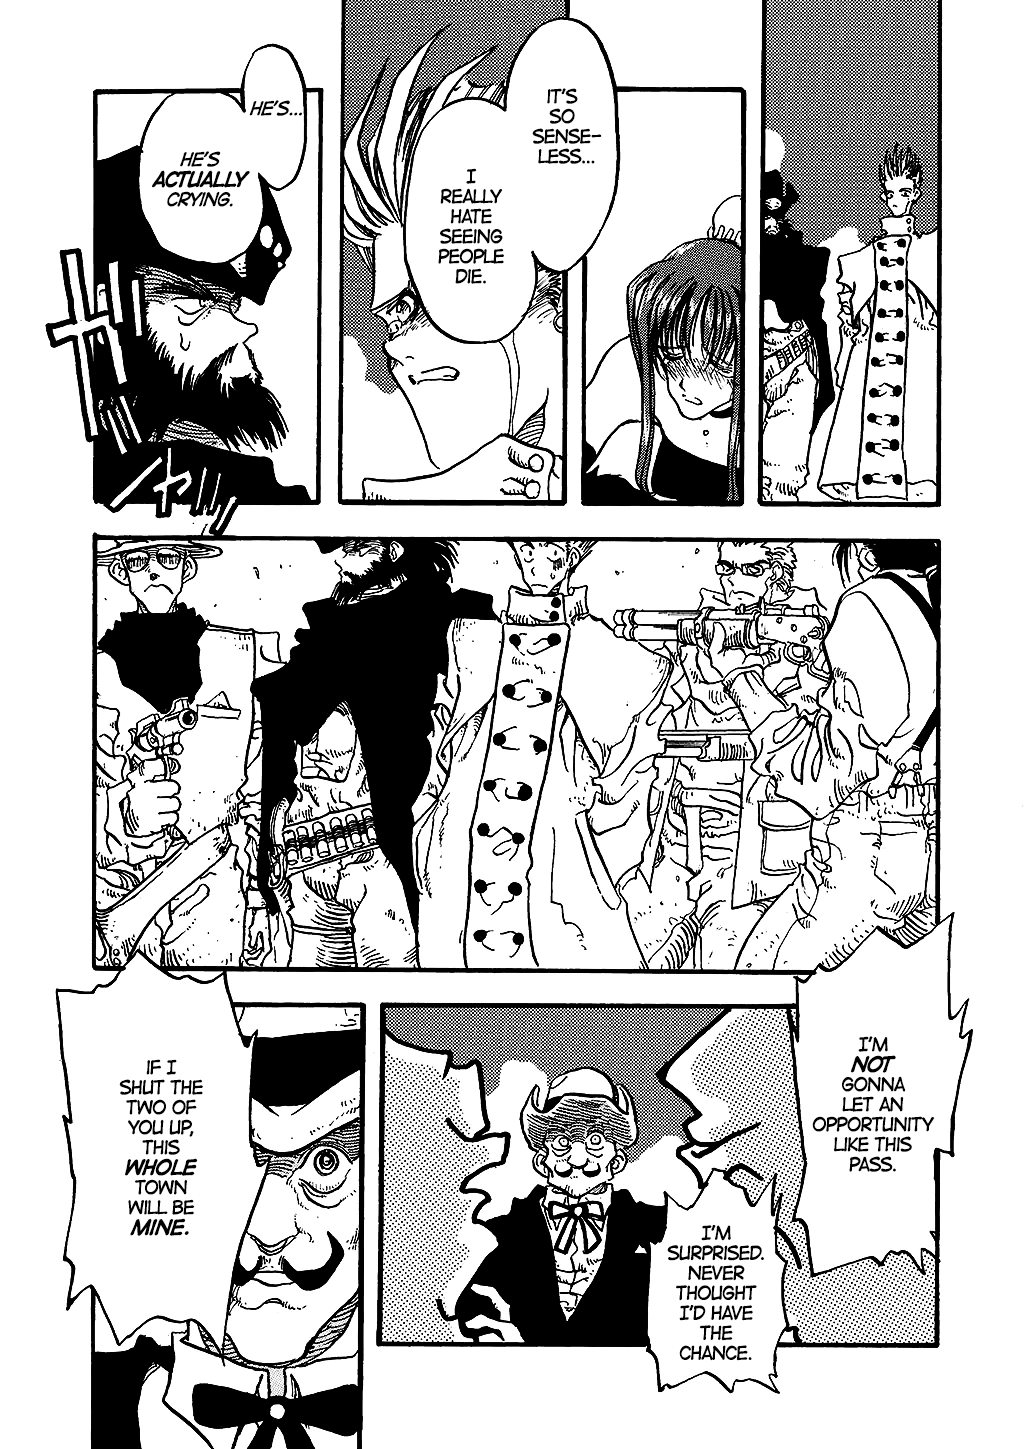 IT'S
SO
SENSE-
LESS...
I
REALLY
HATE
SEEING
PEOPLE
DIE.
HE'S...
HE'S
ACTUALLY
CRYING.
I'M
NOT
GONNA
LET AN
OPPORTUNITY
LIKE THIS
PASS.
I'M
SURPRISED.
NEVER
THOUGHT
I'D HAVE
THE
CHANCE.
IF I
SHUT THE
TWO OF
YOU UP,
THIS
WHOLE
TOWN
WILL BE
MINE.